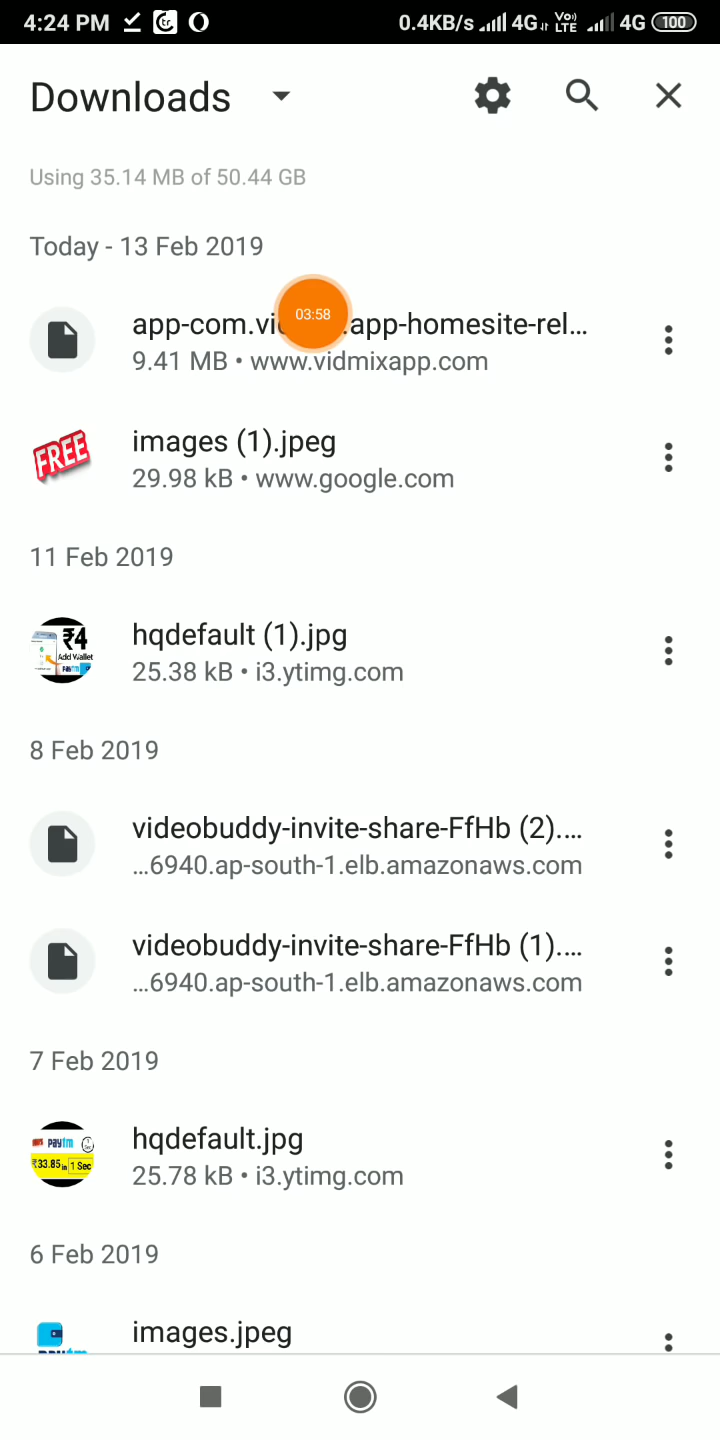 4:24 PM 0.4KB/s 4G Vo)) LTE 4G 100
Downloads
Using 35.14 MB of 50.44 GB
Today - 13 Feb 2019
03:58
app-com.vi .app-homesite-rel...
9.41 MB • www.vidmixapp.com
FREE
images (1).jpeg
29.98 kB • www.google.com
11 Feb 2019
₹4
Add Wallet
hqdefault (1).jpg
25.38 kB • i3.ytimg.com
8 Feb 2019
videobuddy-invite-share-FfHb (2)....
...6940.ap-south-1.elb.amazonaws.com
videobuddy-invite-share-FfHb (1)....
...6940.ap-south-1.elb.amazonaws.com
7 Feb 2019
paytm
₹33.85 in 1 Sec
hqdefault.jpg
25.78 kB • i3.ytimg.com
6 Feb 2019
images.jpeg